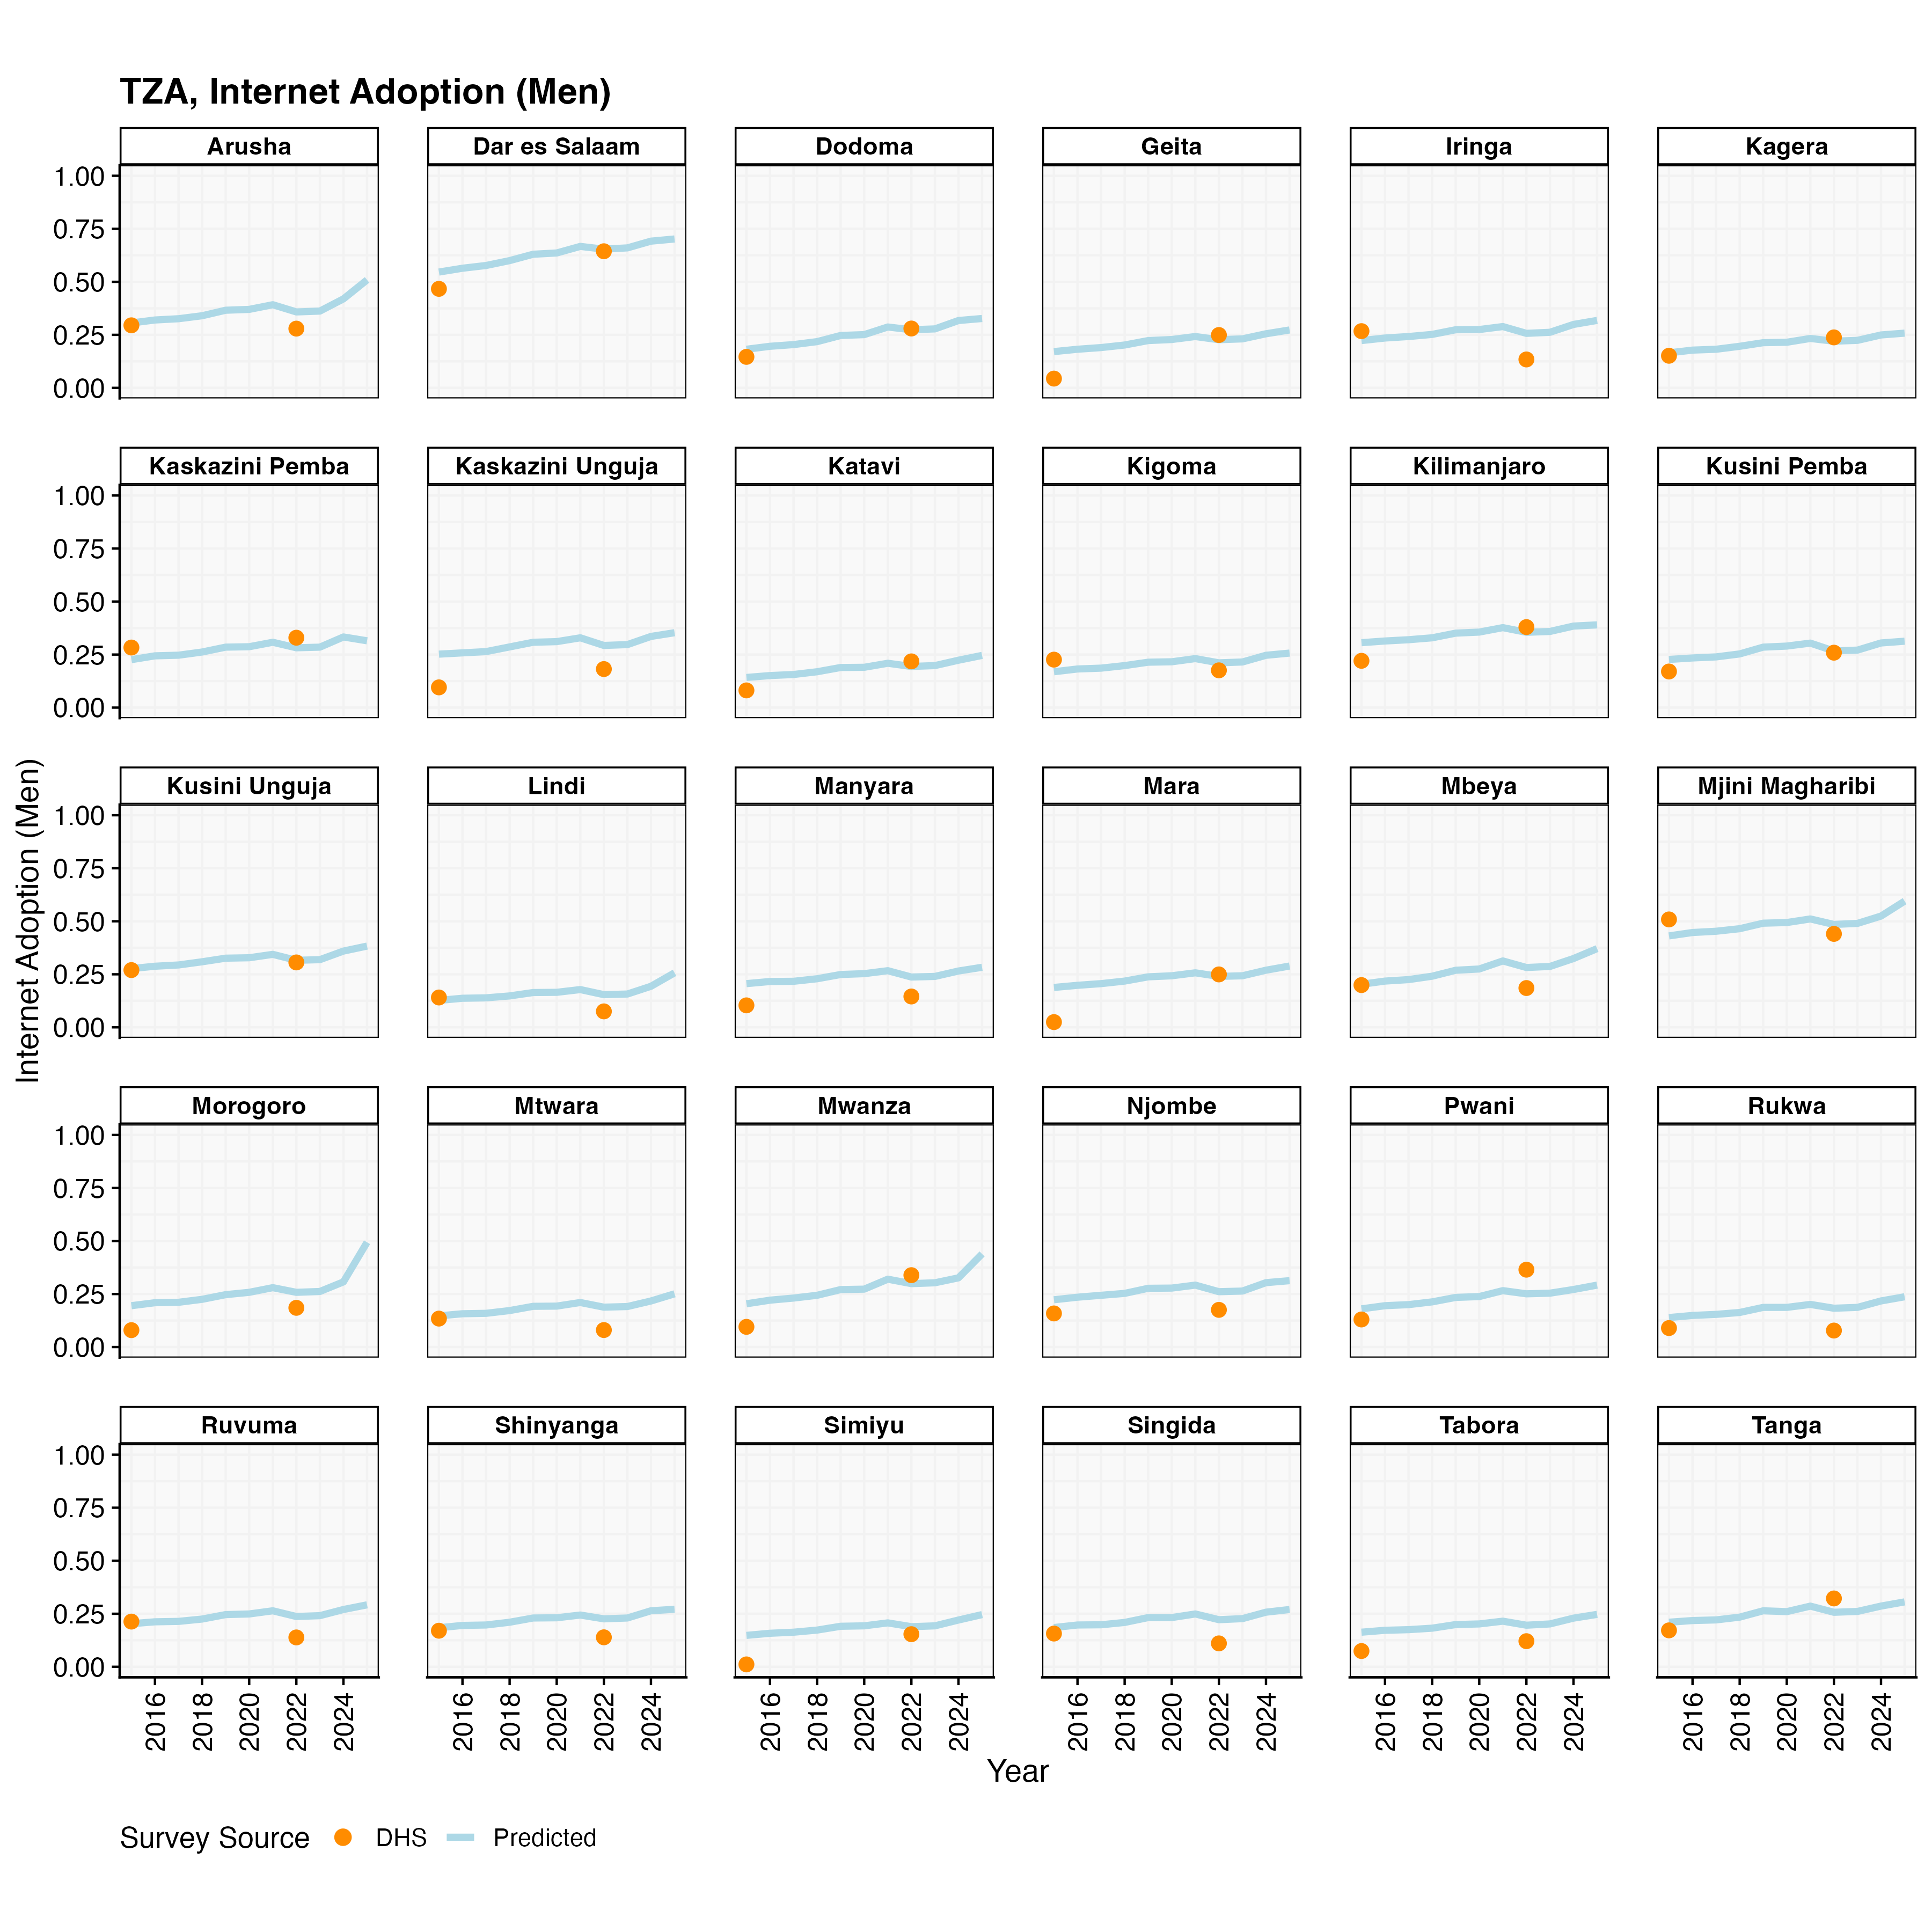 TZA, Internet Adoption (Men)
Arusha Dar es Salaam Dodoma Geita Iringa Kagera
1.00
0.75
0.50
0.25
0.00
Kaskazini Pemba Kaskazini Unguja Katavi Kigoma Kilimanjaro Kusini Pemba
1.00
0.75
0.50
0.25
0.00
Internet Adoption (Men)
Kusini Unguja Lindi Manyara Mara Mbeya Mjini Magharibi
1.00
0.75
0.50
0.25
0.00
Morogoro Mtwara Mwanza Njombe Pwani Rukwa
1.00
0.75
0.50
0.25
0.00
Ruvuma Shinyanga Simiyu Singida Tabora Tanga
1.00
0.75
0.50
0.25
0.00
2016 2018 2020 2022 2024 2016 2018 2020 2022 2024 2016 2018 2020 2022 2024 2016 2018 2020 2022 2024 2016 2018 2020 2022 2024 2016 2018 2020 2022 2024
Year
Survey Source DHS Predicted